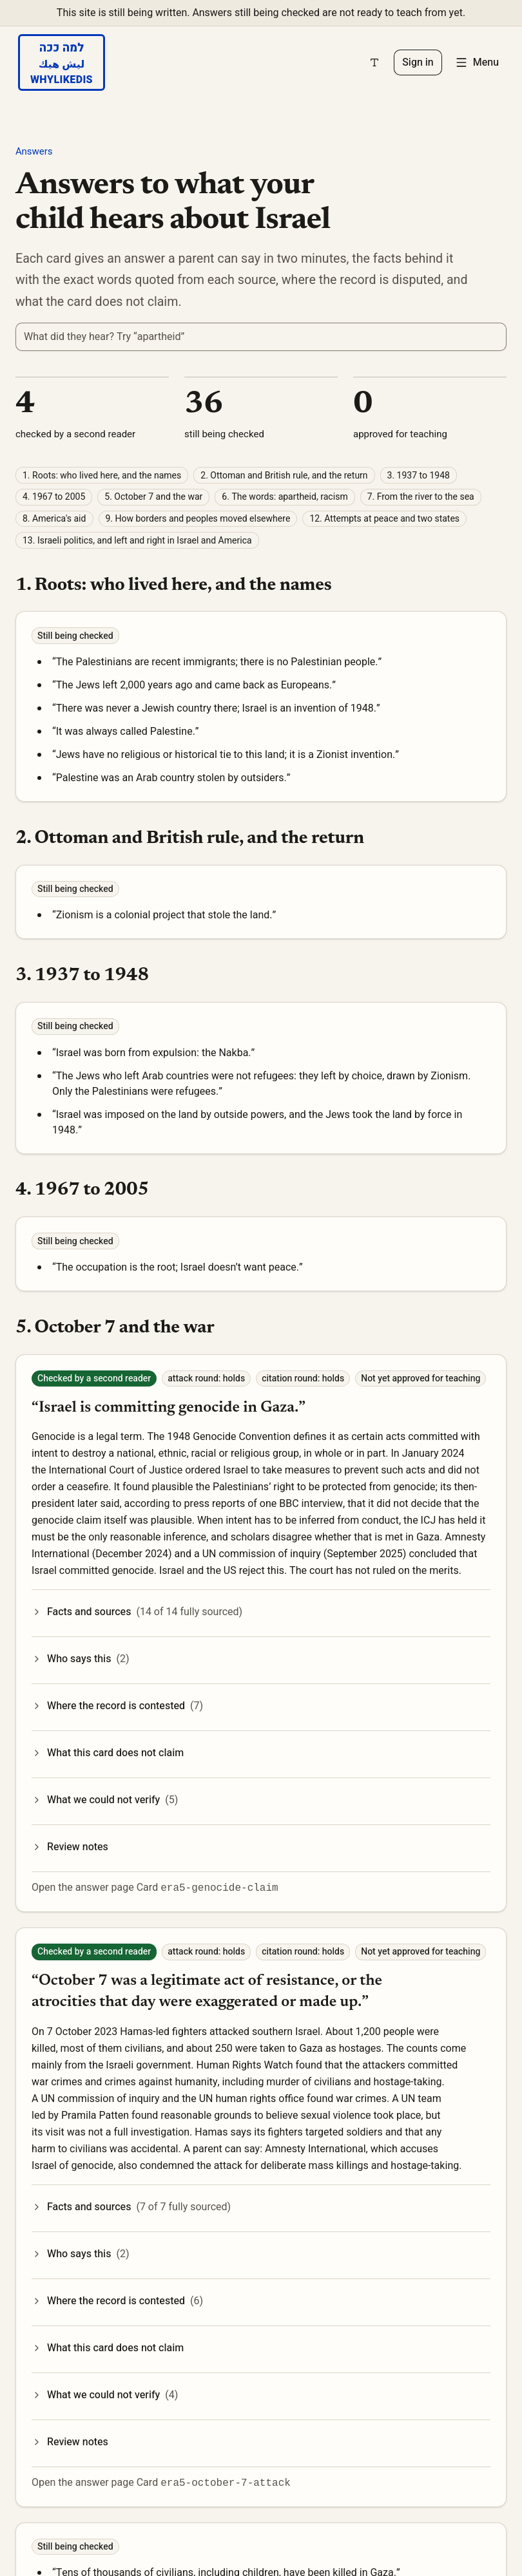 This site is still being written. Answers still being checked are not ready to teach from yet.
למה ככה
ليش هيك
WHYLIKEDIS
T
Sign in
Menu
Answers
Answers to what your
child hears about Israel
Each card gives an answer a parent can say in two minutes, the facts behind it
with the exact words quoted from each source, where the record is disputed, and
what the card does not claim.
What did they hear? Try “apartheid”
4
checked by a second reader
36
still being checked
0
approved for teaching
1. Roots: who lived here, and the names
2. Ottoman and British rule, and the return
3. 1937 to 1948
4. 1967 to 2005
5. October 7 and the war
6. The words: apartheid, racism
7. From the river to the sea
8. America's aid
9. How borders and peoples moved elsewhere
12. Attempts at peace and two states
13. Israeli politics, and left and right in Israel and America
1. Roots: who lived here, and the names
Still being checked
“The Palestinians are recent immigrants; there is no Palestinian people.”
“The Jews left 2,000 years ago and came back as Europeans.”
“There was never a Jewish country there; Israel is an invention of 1948.”
“It was always called Palestine.”
“Jews have no religious or historical tie to this land; it is a Zionist invention.”
“Palestine was an Arab country stolen by outsiders.”
2. Ottoman and British rule, and the return
Still being checked
“Zionism is a colonial project that stole the land.”
3. 1937 to 1948
Still being checked
“Israel was born from expulsion: the Nakba.”
“The Jews who left Arab countries were not refugees: they left by choice, drawn by Zionism.
Only the Palestinians were refugees.”
“Israel was imposed on the land by outside powers, and the Jews took the land by force in
1948.”
4. 1967 to 2005
Still being checked
“The occupation is the root; Israel doesn’t want peace.”
5. October 7 and the war
Checked by a second reader
attack round: holds
citation round: holds
Not yet approved for teaching
“Israel is committing genocide in Gaza.”
Genocide is a legal term. The 1948 Genocide Convention defines it as certain acts committed with
intent to destroy a national, ethnic, racial or religious group, in whole or in part. In January 2024
the International Court of Justice ordered Israel to take measures to prevent such acts and did not
order a ceasefire. It found plausible the Palestinians’ right to be protected from genocide; its then-
president later said, according to press reports of one BBC interview, that it did not decide that the
genocide claim itself was plausible. When intent has to be inferred from conduct, the ICJ has held it
must be the only reasonable inference, and scholars disagree whether that is met in Gaza. Amnesty
International (December 2024) and a UN commission of inquiry (September 2025) concluded that
Israel committed genocide. Israel and the US reject this. The court has not ruled on the merits.
Facts and sources (14 of 14 fully sourced)
Who says this (2)
Where the record is contested (7)
What this card does not claim
What we could not verify (5)
Review notes
Open the answer page Card era5-genocide-claim
Checked by a second reader
attack round: holds
citation round: holds
Not yet approved for teaching
“October 7 was a legitimate act of resistance, or the
atrocities that day were exaggerated or made up.”
On 7 October 2023 Hamas-led fighters attacked southern Israel. About 1,200 people were
killed, most of them civilians, and about 250 were taken to Gaza as hostages. The counts come
mainly from the Israeli government. Human Rights Watch found that the attackers committed
war crimes and crimes against humanity, including murder of civilians and hostage-taking.
A UN commission of inquiry and the UN human rights office found war crimes. A UN team
led by Pramila Patten found reasonable grounds to believe sexual violence took place, but
its visit was not a full investigation. Hamas says its fighters targeted soldiers and that any
harm to civilians was accidental. A parent can say: Amnesty International, which accuses
Israel of genocide, also condemned the attack for deliberate mass killings and hostage-taking.
Facts and sources (7 of 7 fully sourced)
Who says this (2)
Where the record is contested (6)
What this card does not claim
What we could not verify (4)
Review notes
Open the answer page Card era5-october-7-attack
Still being checked
“Tens of thousands of civilians, including children, have been killed in Gaza.”